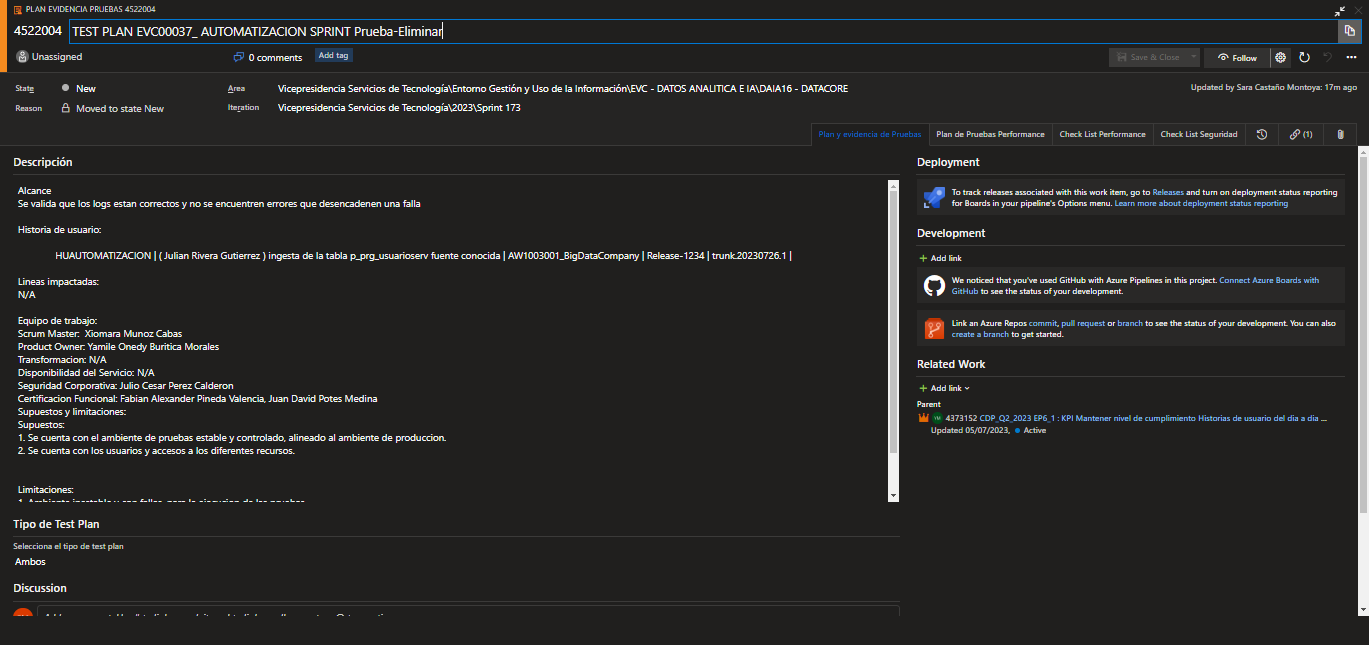 PLAN EVIDENCIA PRUEBAS 4522004
4522004 TEST PLAN EVC00037_ AUTOMATIZACION SPRINT Prueba-Eliminar
Unassigned 0 comments Add tag Save & Close Follow
State New Area Vicepresidencia Servicios de Tecnología\Entorno Gestión y Uso de la Información\EVC - DATOS ANALITICA E IA\DAIA16 - DATACORE Updated by Sara Castaño Montoya: 17m ago
Reason Moved to state New Iteration Vicepresidencia Servicios de Tecnología\2023\Sprint 173
Plan y evidencia de Pruebas Plan de Pruebas Performance Check List Performance Check List Seguridad (1)
Descripción
Alcance
Se valida que los logs estan correctos y no se encuentren errores que desencadenen una falla
Historia de usuario:
HUAUTOMATIZACION | ( Julian Rivera Gutierrez ) ingesta de la tabla p_prg_usuarioserv fuente conocida | AW1003001_BigDataCompany | Release-1234 | trunk.20230726.1 |
Lineas impactadas:
N/A
Equipo de trabajo:
Scrum Master: Xiomara Munoz Cabas
Product Owner: Yamile Onedy Buritica Morales
Transformacion: N/A
Disponibilidad del Servicio: N/A
Seguridad Corporativa: Julio Cesar Perez Calderon
Certificacion Funcional: Fabian Alexander Pineda Valencia, Juan David Potes Medina
Supuestos y limitaciones:
Supuestos:
1. Se cuenta con el ambiente de pruebas estable y controlado, alineado al ambiente de produccion.
2. Se cuenta con los usuarios y accesos a los diferentes recursos.
Limitaciones:
Tipo de Test Plan
Selecciona el tipo de test plan
Ambos
Discussion
Deployment
To track releases associated with this work item, go to Releases and turn on deployment status reporting
for Boards in your pipeline's Options menu. Learn more about deployment status reporting
Development
+ Add link
We noticed that you've used GitHub with Azure Pipelines in this project. Connect Azure Boards with
GitHub to see the status of your development.
Link an Azure Repos commit, pull request or branch to see the status of your development. You can also
create a branch to get started.
Related Work
+ Add link
Parent
4373152 CDP_Q2_2023 EP6_1 : KPI Mantener nivel de cumplimiento Historias de usuario del día a día ...
Updated 05/07/2023, Active